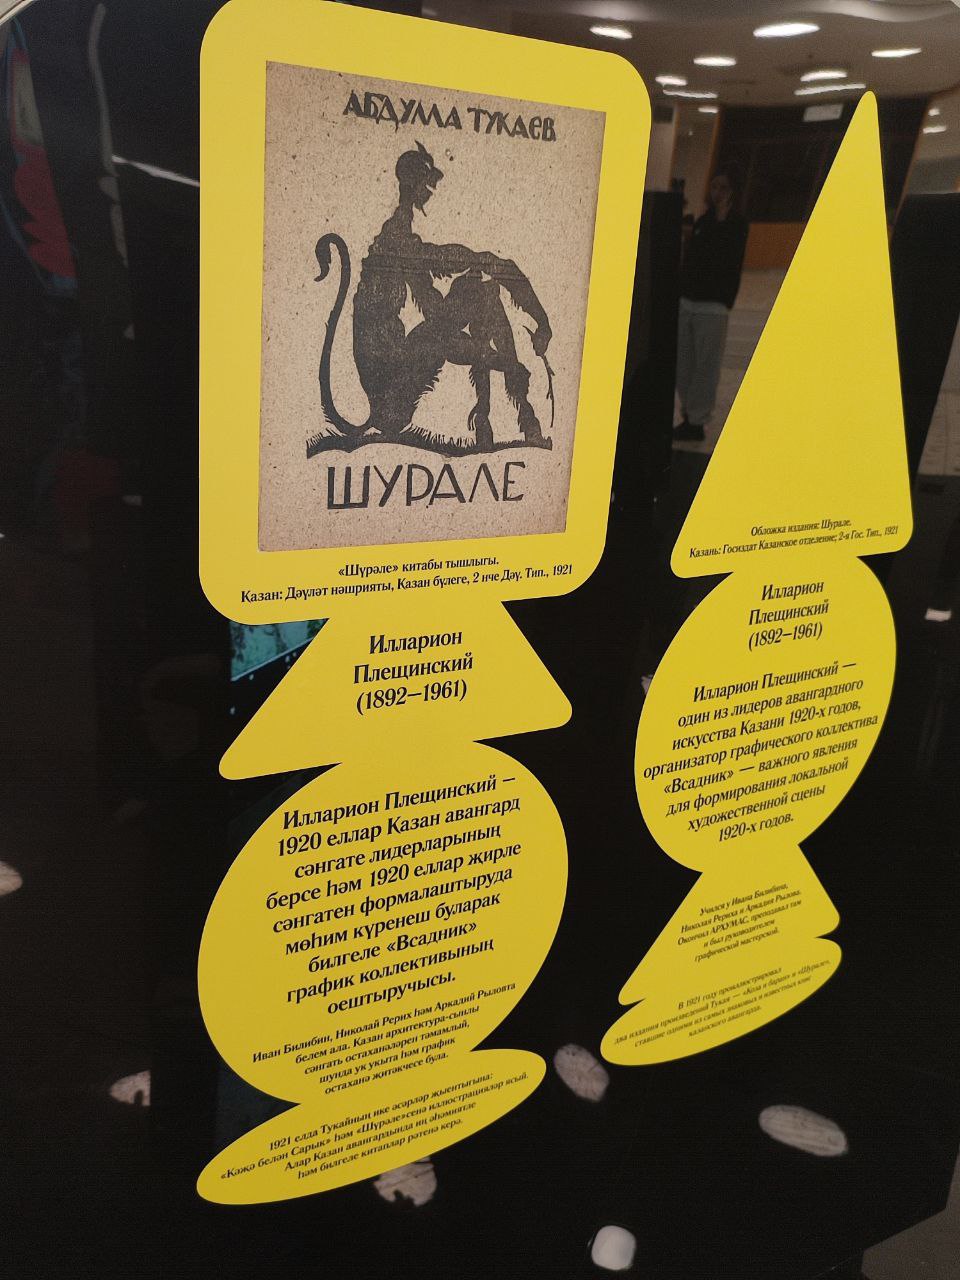 АБДУЛЛА ТУКАЕВ
ШУРАЛЕ
«Шүрәле» китабы тышлыгы.
Казан: Дәүләт нәшрияты, Казан бүлеге, 2 нче Дәү. Тип., 1921
Илларион
Плещинский
(1892–1961)
Илларион Плещинский –
1920 еллар Казан авангард
сәнгате лидерларының
берсе һәм 1920 еллар җирле
сәнгатен формалаштыруда
мөһим күренеш буларак
билгеле «Всадник»
график коллективының
оештыручысы.
Иван Билибин, Николай Рерих һәм Аркадий Рыловта
белем ала. Казан архитектура-сынлы
сәнгать остаханәләрен тәмамлый,
шунда ук укыта һәм график
остаханә җитәкчесе була.
1921 елда Тукайның ике әсәрләр җыентыгына:
«Кәҗә белән Сарык» һәм «Шүрәле»сенә иллюстрацияләр ясый.
Алар Казан авангардында иң әһәмиятле
һәм билгеле китаплар рәтенә керә.
Обложка издания: Шурале.
Казань: Госиздат Казанское отделение; 2-я Гос. Тип., 1921
Илларион
Плещинский
(1892–1961)
Илларион Плещинский —
один из лидеров авангардного
искусства Казани 1920-х годов,
организатор графического коллектива
«Всадник» — важного явления
для формирования локальной
художественной сцены
1920-х годов.
Учился у Ивана Билибина,
Николая Рериха и Аркадия Рылова.
Окончил АРХУМАС, преподавал там
и был руководителем
графической мастерской.
В 1921 году проиллюстрировал
два издания произведений Тукая — «Коза и баран» и «Шурале»,
ставшие одними из самых знаковых и известных книг
казанского авангарда.